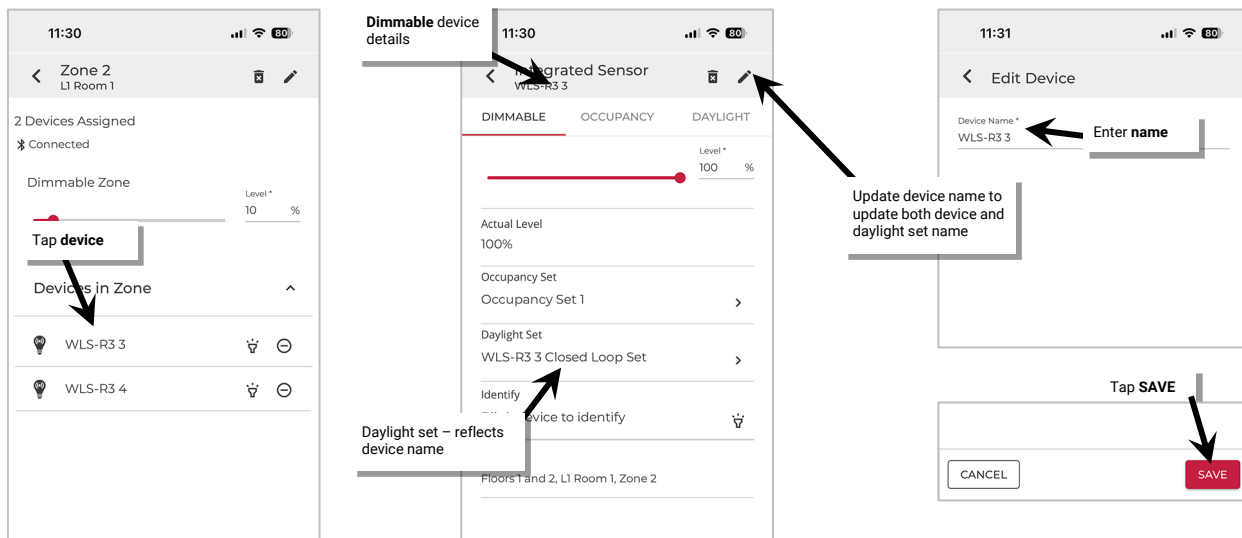 11:30
80
Zone 2
L1 Room 1
2 Devices Assigned
Connected
Dimmable Zone
Level *
10 %
Tap device
Devices in Zone
WLS-R3 3
WLS-R3 4
Dimmable device
details
11:30
80
Integrated Sensor
WLS-R3 3
DIMMABLE OCCUPANCY DAYLIGHT
Level *
100 %
Actual Level
100%
Occupancy Set
Occupancy Set 1
Daylight Set
WLS-R3 3 Closed Loop Set
Identify
device to identify
Daylight set – reflects
device name
Floors 1 and 2, L1 Room 1, Zone 2
Update device name to
update both device and
daylight set name
11:31
80
Edit Device
Device Name *
WLS-R3 3
Enter name
Tap SAVE
CANCEL
SAVE